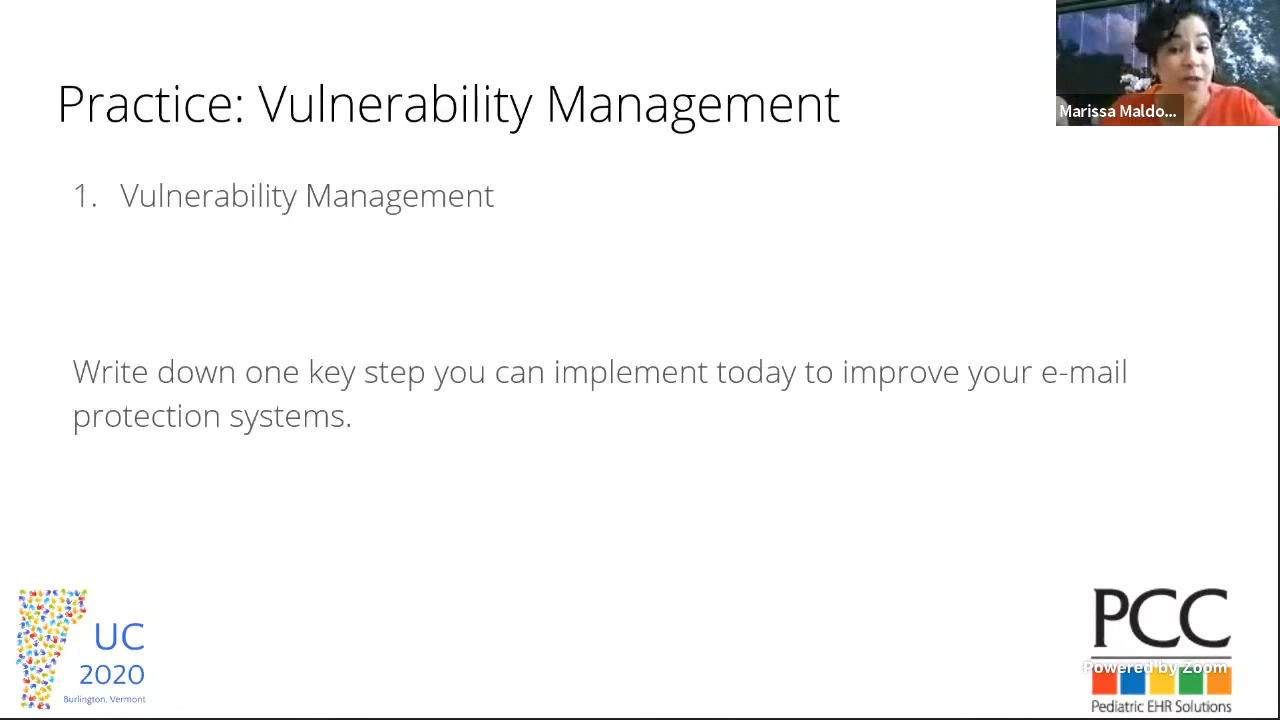 Practice: Vulnerability Management
Marissa Maldo...
1. Vulnerability Management
Write down one key step you can implement today to improve your e-mail
protection systems.
UC
2020
Burlington, Vermont
PCC
Powered by Zoom
Pediatric EHR Solutions